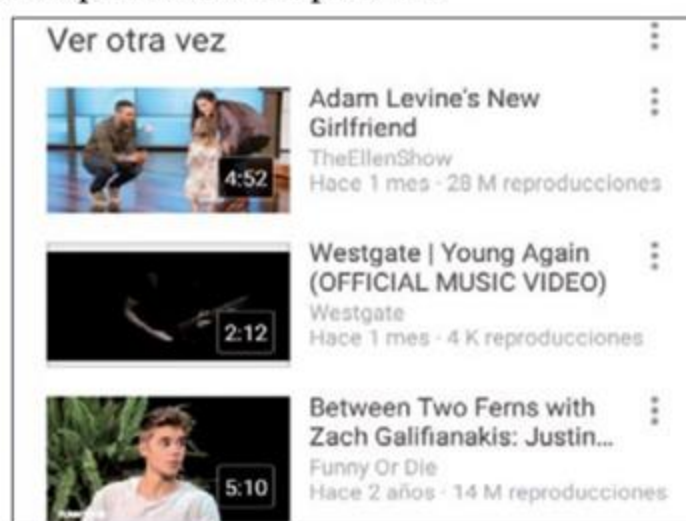 Ver otra vez
Adam Levine's New
Girlfriend
TheEllenShow
Hace 1 mes · 28 M reproducciones
4:52
Westgate | Young Again
(OFFICIAL MUSIC VIDEO)
Westgate
Hace 1 mes · 4 K reproducciones
2:12
Between Two Ferns with
Zach Galifianakis: Justin...
Funny Or Die
Hace 2 años · 14 M reproducciones
5:10